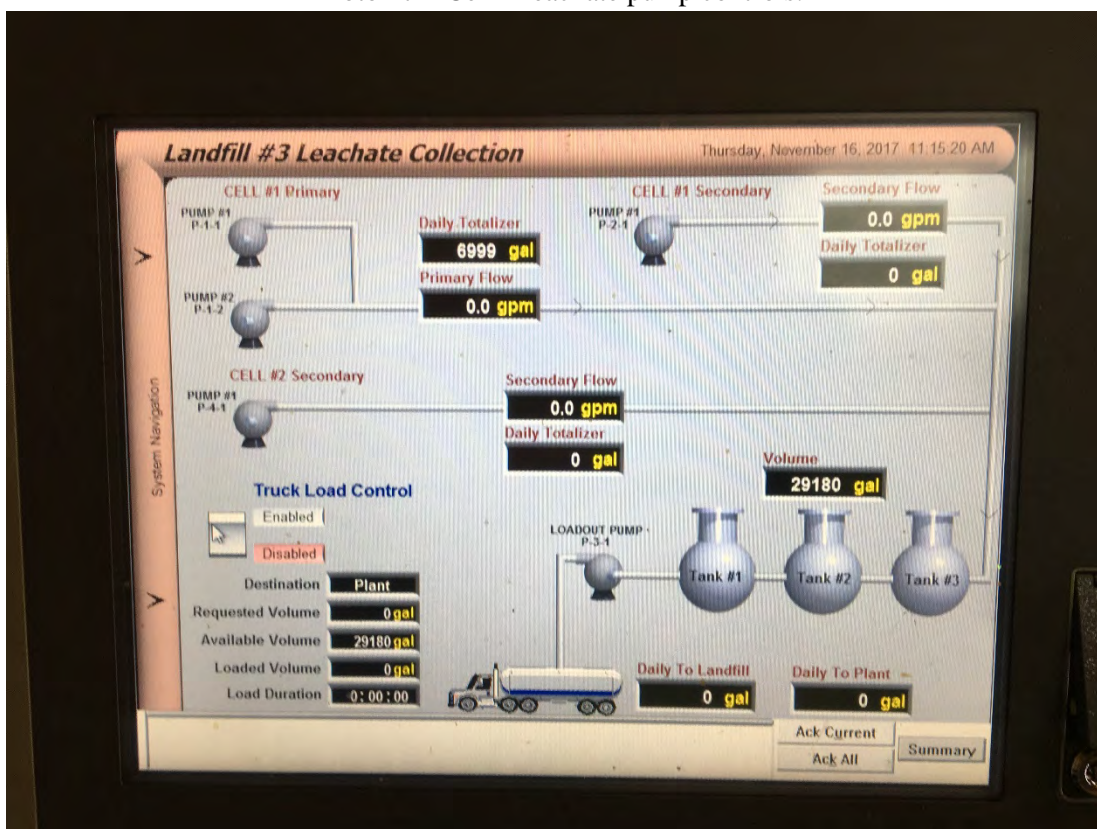 Landfill #3 Leachate Collection
Thursday, November 16, 2017 11:15:20 AM
CELL #1 Primary
PUMP #1
P-1-1
Daily Totalizer
6999 gal
Primary Flow
0.0 gpm
PUMP #2
P-1-2
CELL #1 Secondary
PUMP #1
P-2-1
Secondary Flow
0.0 gpm
Daily Totalizer
0 gal
CELL #2 Secondary
PUMP #1
P-4-1
Secondary Flow
0.0 gpm
Daily Totalizer
0 gal
System Navigation
Volume
29180 gal
Truck Load Control
Enabled
Disabled
LOADOUT PUMP
P-3-1
Tank #1
Tank #2
Tank #3
Destination Plant
Requested Volume 0 gal
Available Volume 29180 gal
Loaded Volume 0 gal
Load Duration 0:00:00
Daily To Landfill
0 gal
Daily To Plant
0 gal
Ack Current
Ack All
Summary